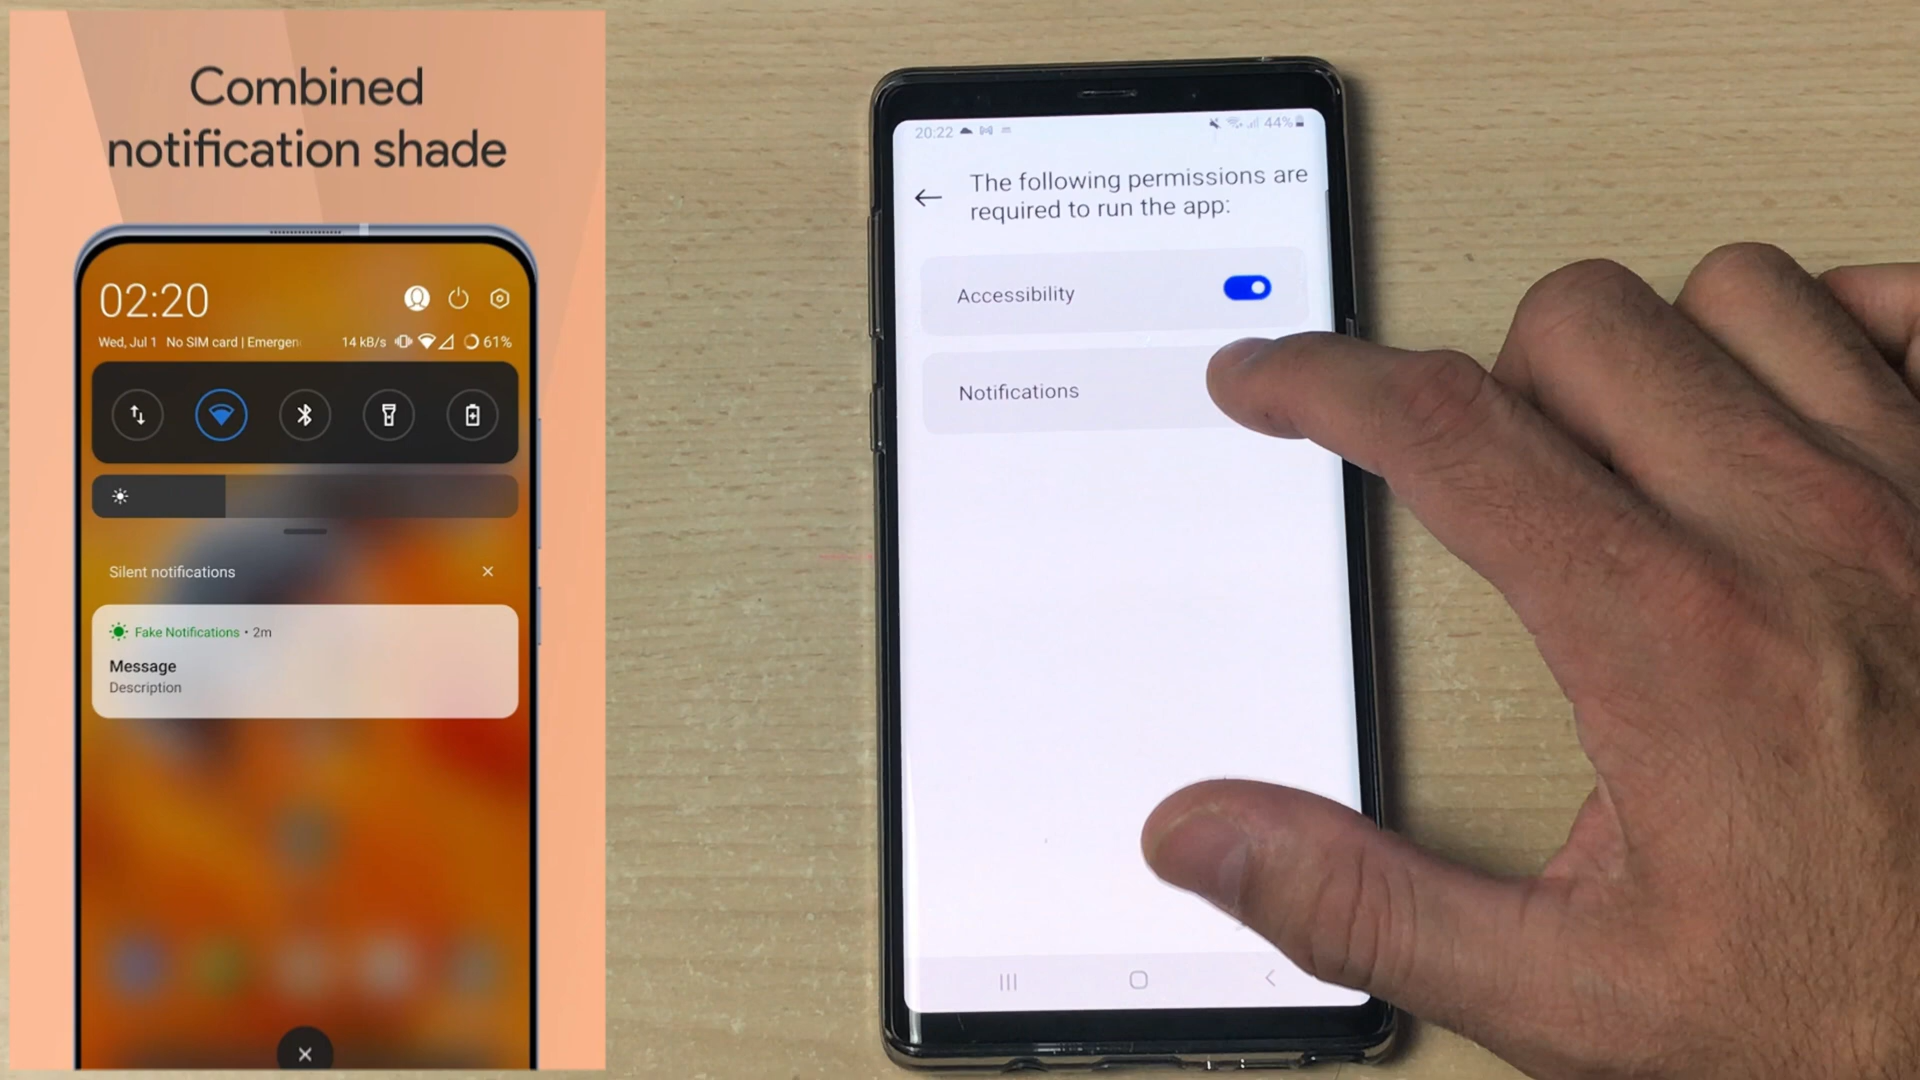 Combined
notification shade
02:20
Wed, Jul 1 No SIM card | Emergen
14 kB/s
61%
Silent notifications
Fake Notifications • 2m
Message
Description
20:22
44%
The following permissions are
required to run the app:
Accessibility
Notifications